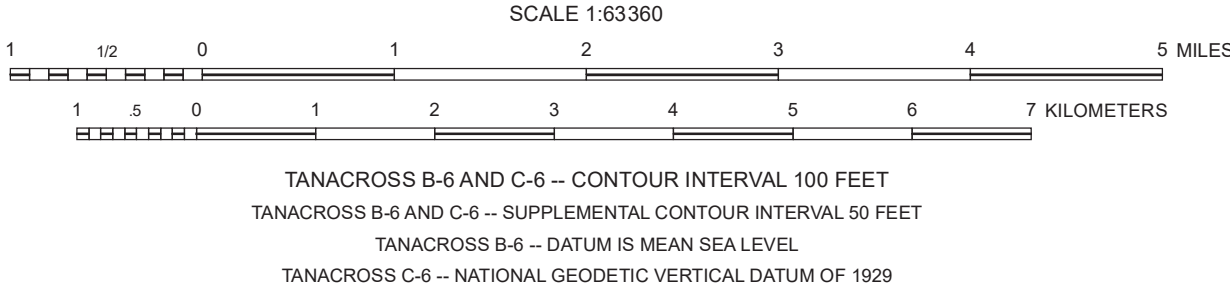 SCALE 1:63360
1 1/2 0 1 2 3 4 5 MILES
1 .5 0 1 2 3 4 5 6 7 KILOMETERS
TANACROSS B-6 AND C-6 -- CONTOUR INTERVAL 100 FEET
TANACROSS B-6 AND C-6 -- SUPPLEMENTAL CONTOUR INTERVAL 50 FEET
TANACROSS B-6 -- DATUM IS MEAN SEA LEVEL
TANACROSS C-6 -- NATIONAL GEODETIC VERTICAL DATUM OF 1929